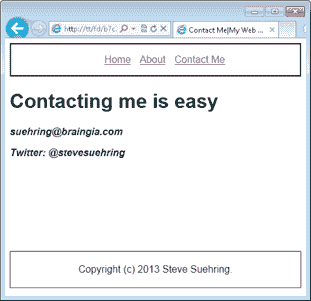 http://tt/fd/b7c
Contact Me|My Web ...
Home About Contact Me
Contacting me is easy
suehring@braingia.com
Twitter: @stevesuehring
Copyright (c) 2013 Steve Suehring.